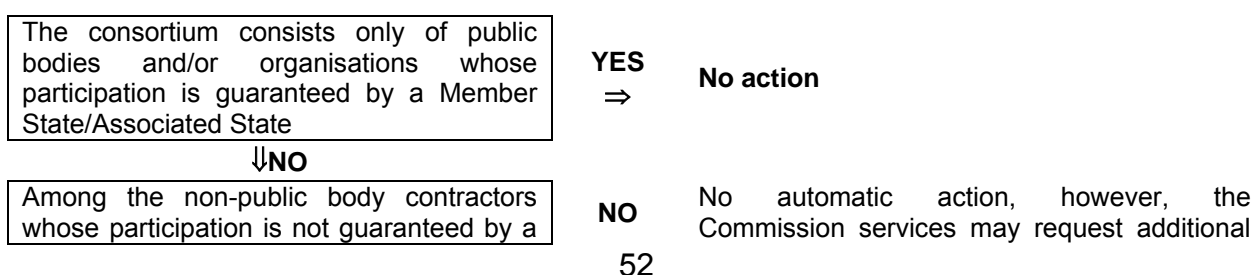 The consortium consists only of public
bodies and/or organisations whose
participation is guaranteed by a Member
State/Associated State
YES
⇒
No action
⇓NO
Among the non-public body contractors
whose participation is not guaranteed by a
NO
No automatic action, however, the
Commission services may request additional
52